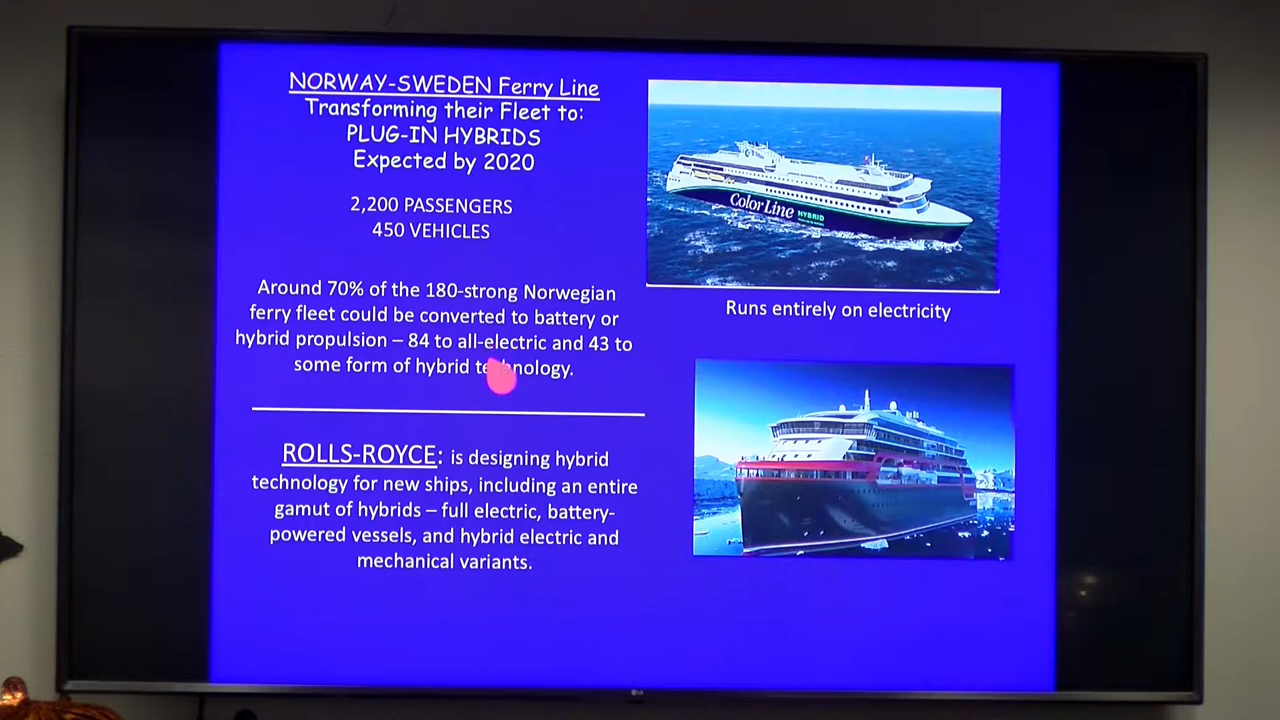 NORWAY-SWEDEN Ferry Line
Transforming their Fleet to:
PLUG-IN HYBRIDS
Expected by 2020
2,200 PASSENGERS
450 VEHICLES
Around 70% of the 180-strong Norwegian
ferry fleet could be converted to battery or
hybrid propulsion – 84 to all-electric and 43 to
some form of hybrid technology.
ROLLS-ROYCE: is designing hybrid
technology for new ships, including an entire
gamut of hybrids – full electric, battery-
powered vessels, and hybrid electric and
mechanical variants.
Color Line HYBRID
Runs entirely on electricity
LG